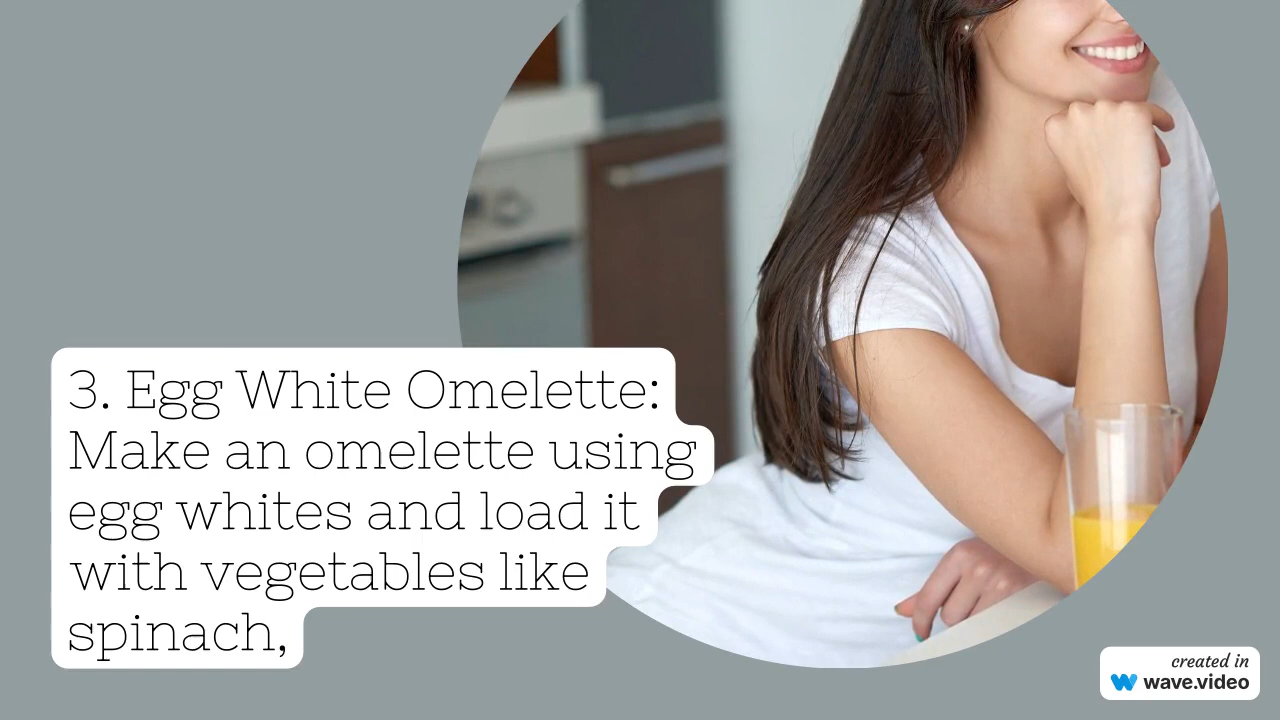 3. Egg White Omelette:
Make an omelette using
egg whites and load it
with vegetables like
spinach,
created in
wave.video